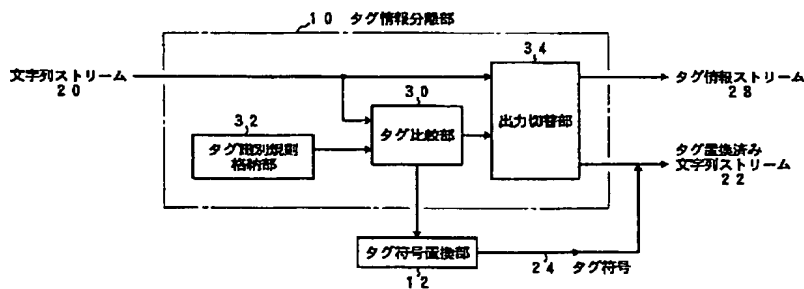 10 タグ情報分離部
文字列ストリーム
20
32
タグ識別規則
格納部
30
タグ比較部
34
出力切替部
タグ情報ストリーム
28
タグ置換済み
文字列ストリーム
22
タグ符号置換部
12
24
タグ符号